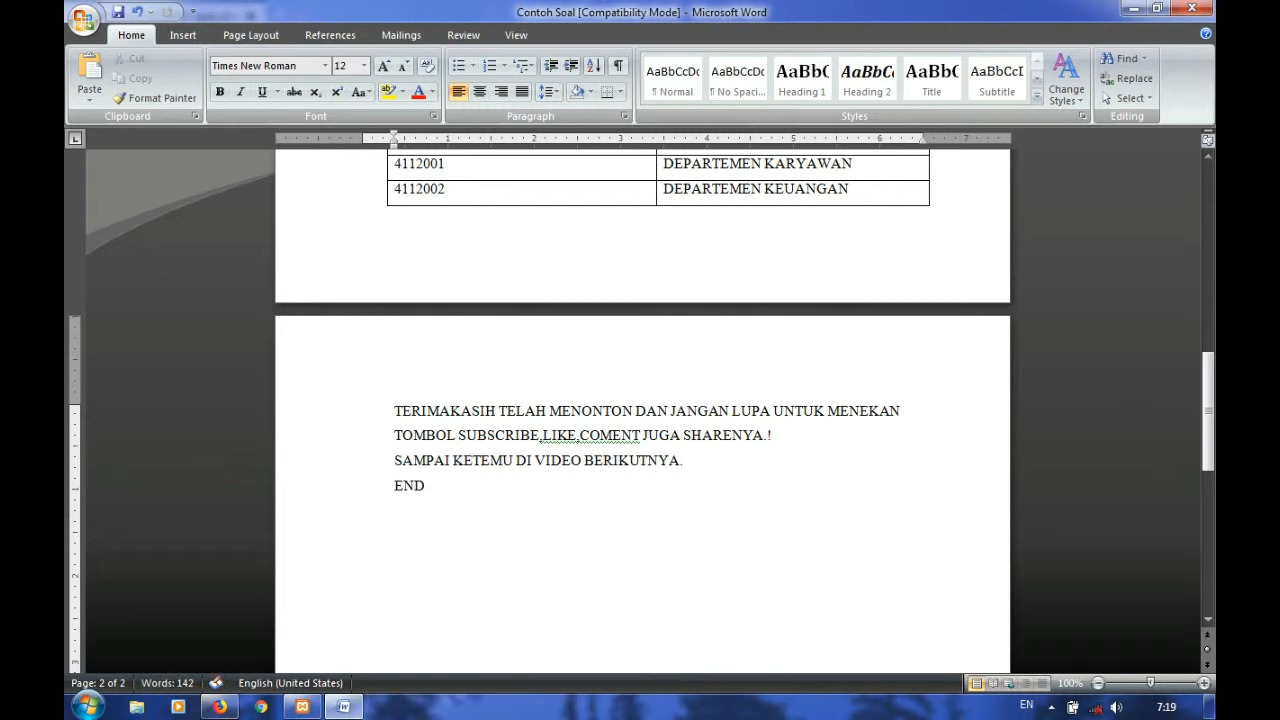 Contoh Soal [Compatibility Mode] - Microsoft Word
Home Insert Page Layout References Mailings Review View
Paste
Cut
Copy
Format Painter
Clipboard
Times New Roman 12
Font
Paragraph
AaBbCcDc AaBbCcDc AaBbC AaBbC AaBbC AaBbCcI
¶ Normal ¶ No Spaci... Heading 1 Heading 2 Title Subtitle
Change Styles
Styles
Find
Replace
Select
Editing
4112001 DEPARTEMEN KARYAWAN
4112002 DEPARTEMEN KEUANGAN
TERIMAKASIH TELAH MENONTON DAN JANGAN LUPA UNTUK MENEKAN
TOMBOL SUBSCRIBE,LIKE,COMENT JUGA SHARENYA.!
SAMPAI KETEMU DI VIDEO BERIKUTNYA.
END
Page: 2 of 2 Words: 142 English (United States) 100%
EN 7:19